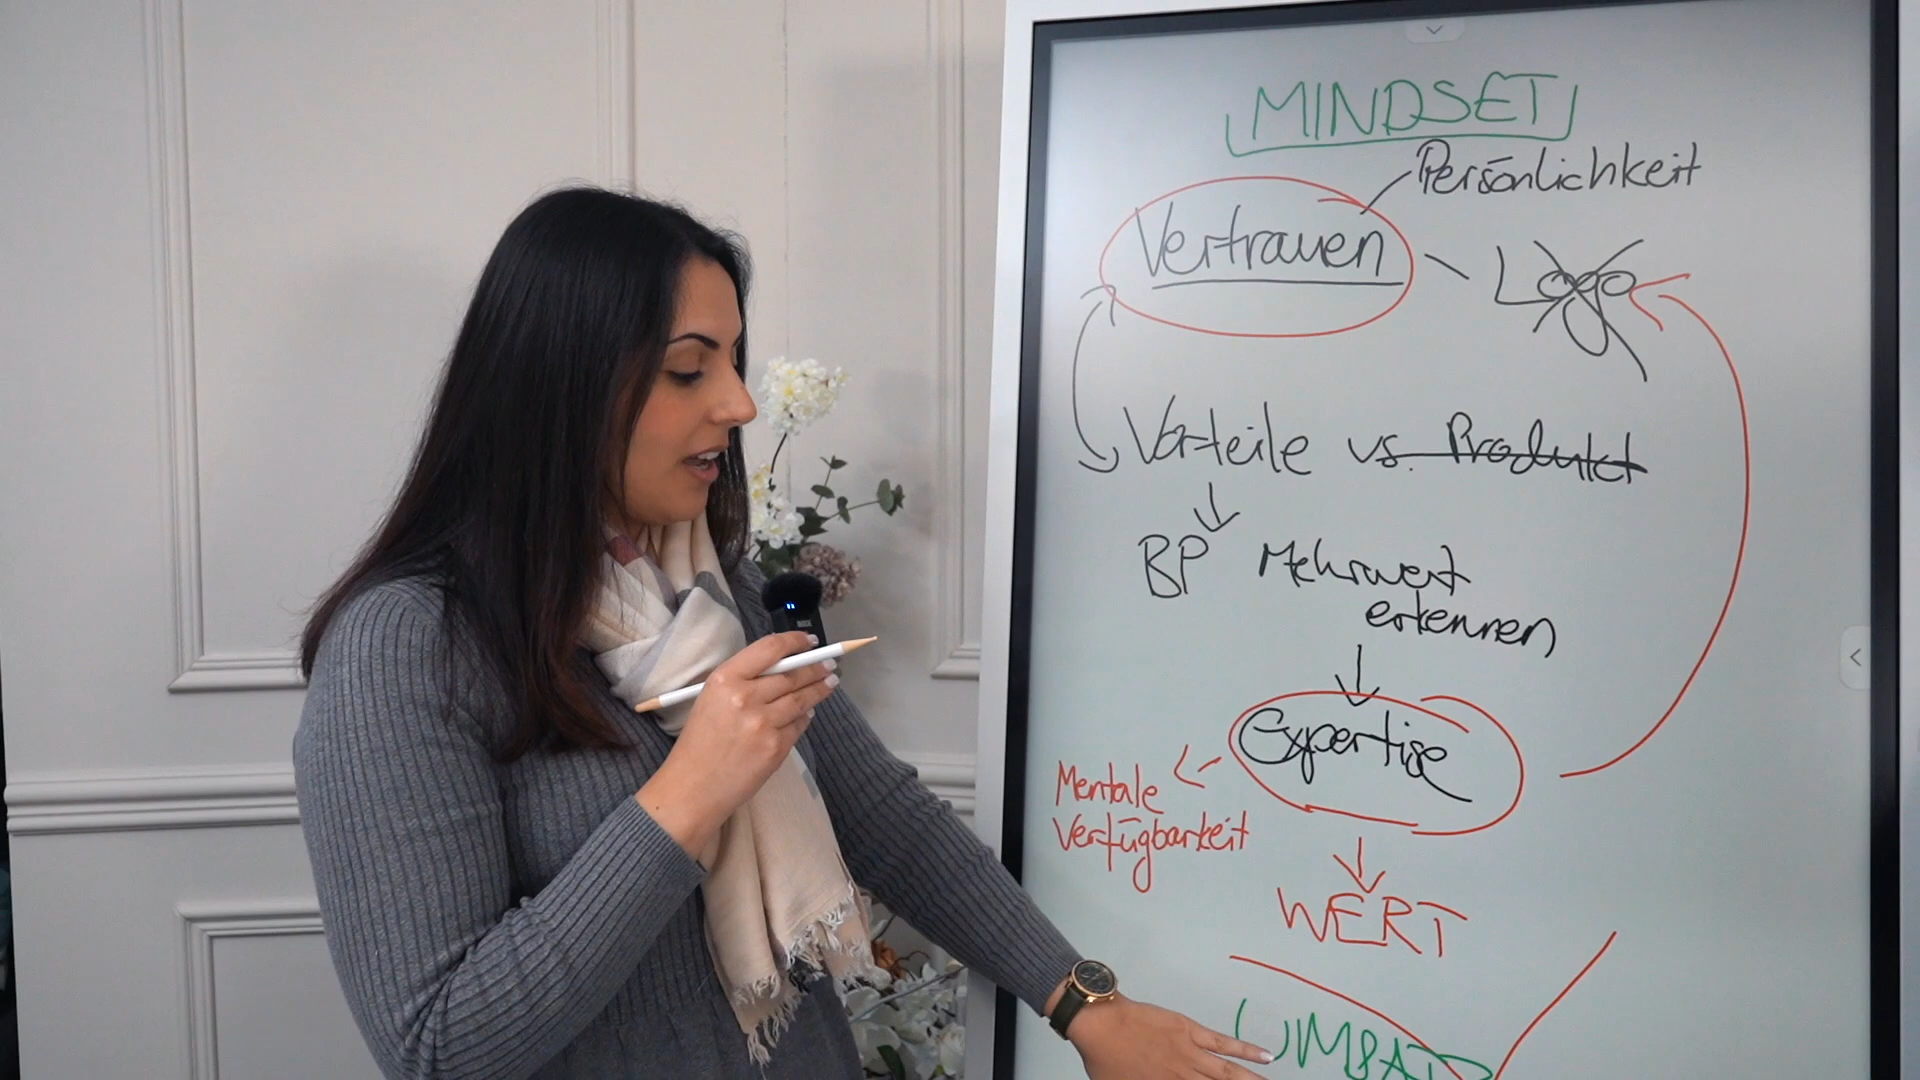 MINDSET
Persönlichkeit
Vertrauen - Logo
Vorteile vs. Produkt
BP Mehrwert
erkennen
Expertise
Mentale
Verfügbarkeit
WERT